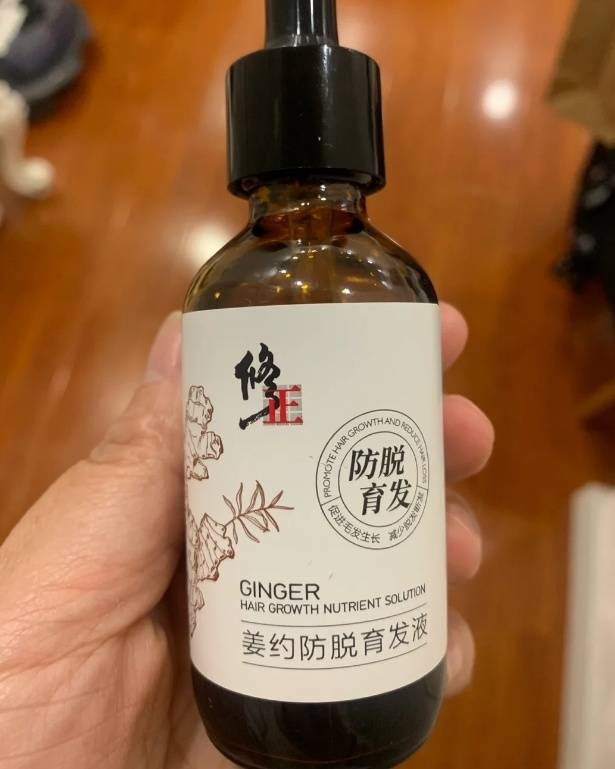 修
正
PROMOTE HAIR GROWTH AND REDUCE HAIR LOSS
防脱
育发
促进毛发生长 减少脱发断发
GINGER
HAIR GROWTH NUTRIENT SOLUTION
姜约防脱育发液